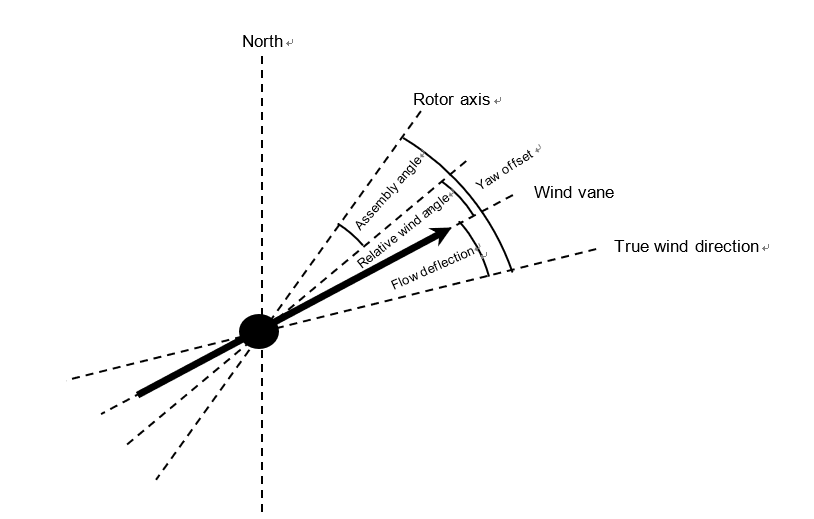 North
Rotor axis
Yaw offset
Assembly angle
Wind vane
Relative wind angle
Flow deflection
True wind direction